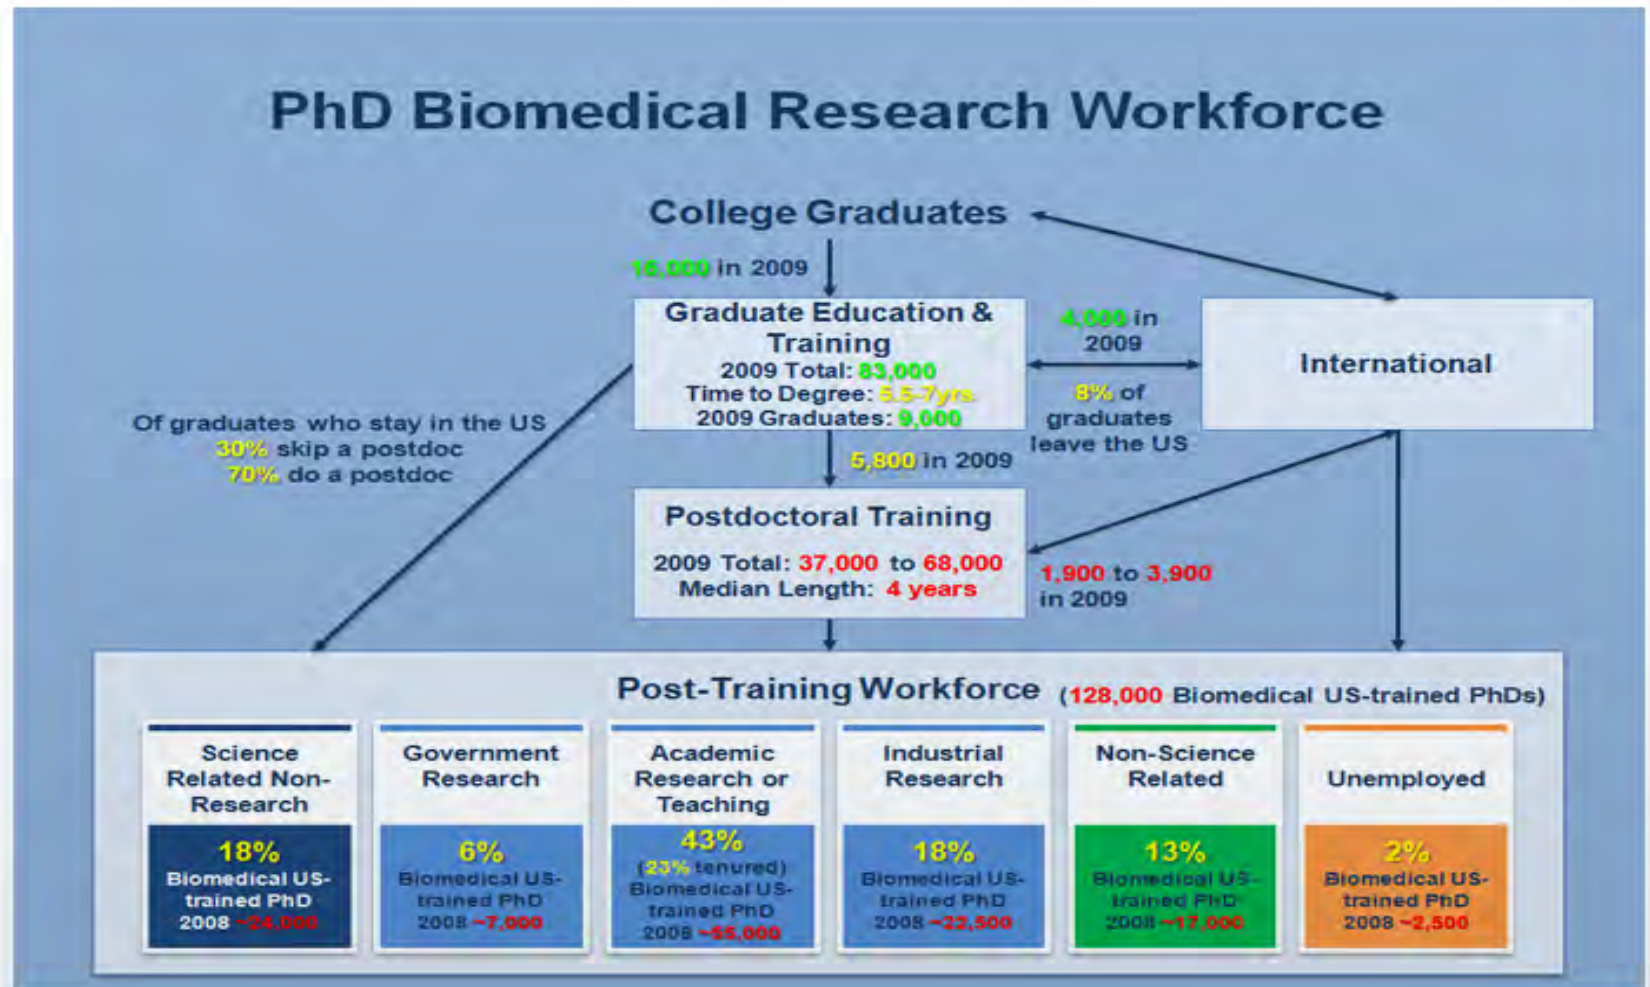 PhD Biomedical Research Workforce
College Graduates
16,000 in 2009
Graduate Education &
Training
2009 Total: 83,000
Time to Degree: 5.5-7yrs.
2009 Graduates: 9,000
4,000 in
2009
8% of
graduates
leave the US
International
Of graduates who stay in the US
30% skip a postdoc
70% do a postdoc
5,800 in 2009
Postdoctoral Training
2009 Total: 37,000 to 68,000
Median Length: 4 years
1,900 to 3,900
in 2009
Post-Training Workforce (128,000 Biomedical US-trained PhDs)
Science
Related Non-
Research
18%
Biomedical US-
trained PhD
2008 ~24,000
Government
Research
6%
Biomedical US-
trained PhD
2008 ~7,000
Academic
Research or
Teaching
43%
(23% tenured)
Biomedical US-
trained PhD
2008 ~55,000
Industrial
Research
18%
Biomedical US-
trained PhD
2008 ~22,500
Non-Science
Related
13%
Biomedical US-
trained PhD
2008 ~17,000
Unemployed
2%
Biomedical US-
trained PhD
2008 ~2,500